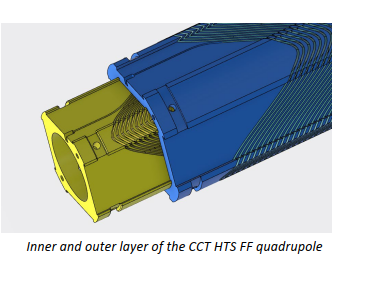 Inner and outer layer of the CCT HTS FF quadrupole